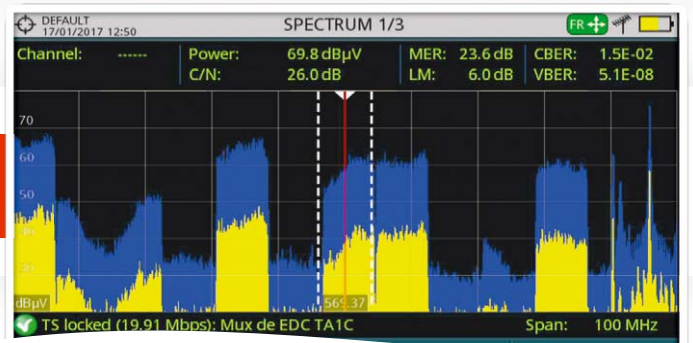 DEFAULT
17/01/2017 12:50
SPECTRUM 1/3
FR
Channel: ------ Power: 69.8 dBµV MER: 23.6 dB CBER: 1.5E-02
C/N: 26.0 dB LM: 6.0 dB VBER: 5.1E-08
70
60
50
dBµV
569.37
TS locked (19.91 Mbps): Mux de EDC TA1C Span: 100 MHz